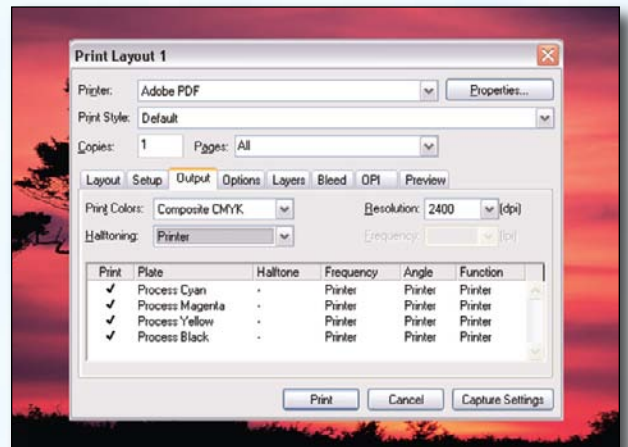 Print Layout 1
Printer: Adobe PDF Properties...
Print Style: Default
Copies: 1 Pages: All
Layout Setup Output Options Layers Bleed OPI Preview
Print Colors: Composite CMYK Resolution: 2400 (dpi)
Halftoning: Printer Frequency: (lpi)
Print Plate Halftone Frequency Angle Function
✓ Process Cyan - Printer Printer Printer
✓ Process Magenta - Printer Printer Printer
✓ Process Yellow - Printer Printer Printer
✓ Process Black - Printer Printer Printer
Print Cancel Capture Settings